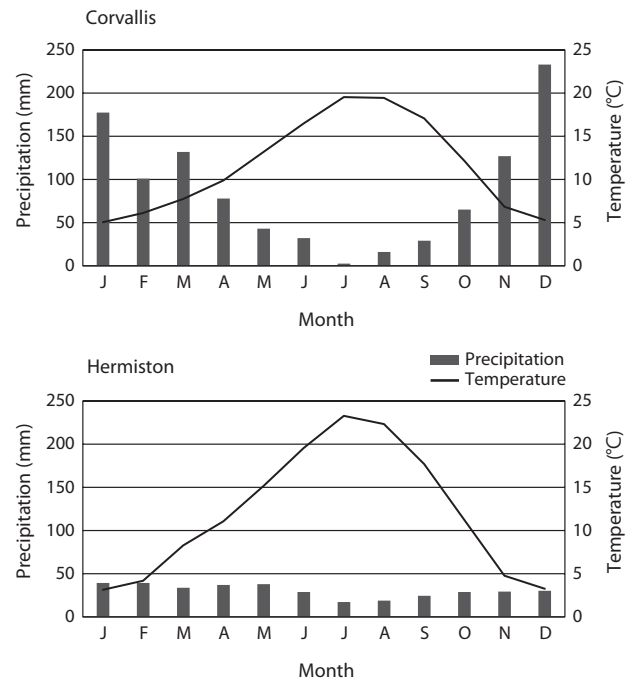 Corvallis
250
200
150
100
50
0
Precipitation (mm)
25
20
15
10
5
0
Temperature (°C)
J F M A M J J A S O N D
Month
Hermiston
Precipitation
Temperature
250
200
150
100
50
0
Precipitation (mm)
25
20
15
10
5
0
Temperature (°C)
J F M A M J J A S O N D
Month